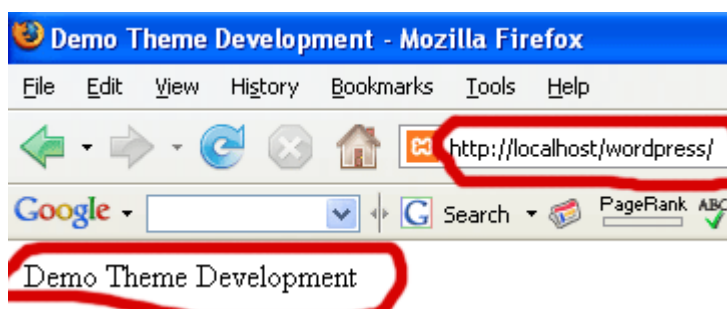 Demo Theme Development - Mozilla Firefox
File Edit View History Bookmarks Tools Help
http://localhost/wordpress/
Google G Search PageRank ABC
Demo Theme Development